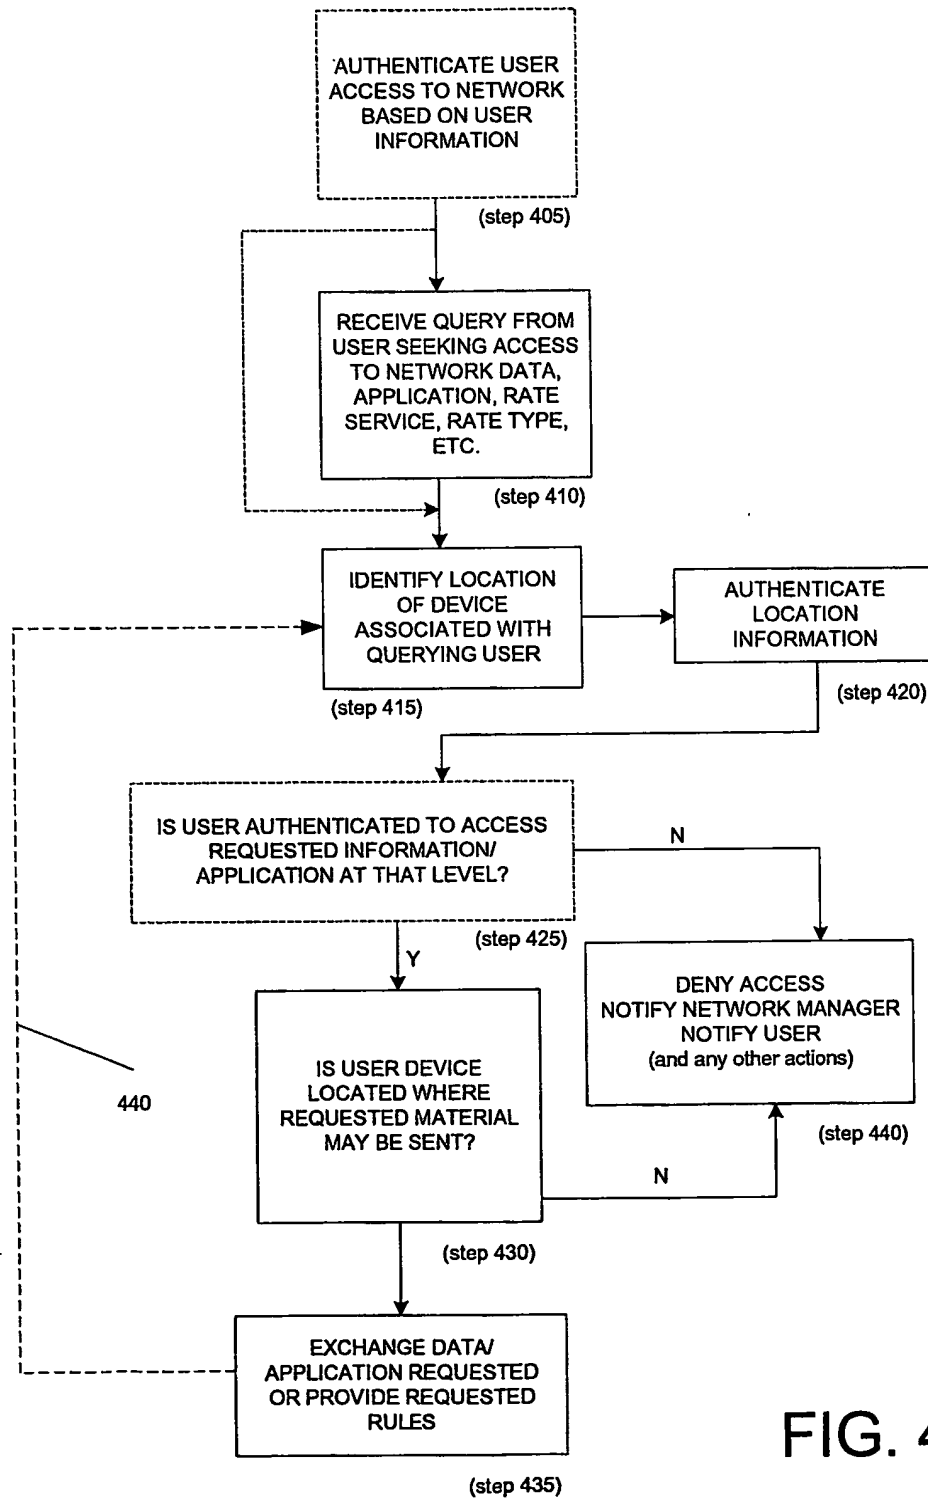 AUTHENTICATE USER
ACCESS TO NETWORK
BASED ON USER
INFORMATION
(step 405)
RECEIVE QUERY FROM
USER SEEKING ACCESS
TO NETWORK DATA,
APPLICATION, RATE
SERVICE, RATE TYPE,
ETC.
(step 410)
IDENTIFY LOCATION
OF DEVICE
ASSOCIATED WITH
QUERYING USER
(step 415)
AUTHENTICATE
LOCATION
INFORMATION
(step 420)
IS USER AUTHENTICATED TO ACCESS
REQUESTED INFORMATION/
APPLICATION AT THAT LEVEL?
(step 425)
N
Y
DENY ACCESS
NOTIFY NETWORK MANAGER
NOTIFY USER
(and any other actions)
(step 440)
IS USER DEVICE
LOCATED WHERE
REQUESTED MATERIAL
MAY BE SENT?
(step 430)
N
440
EXCHANGE DATA/
APPLICATION REQUESTED
OR PROVIDE REQUESTED
RULES
(step 435)
FIG. 4